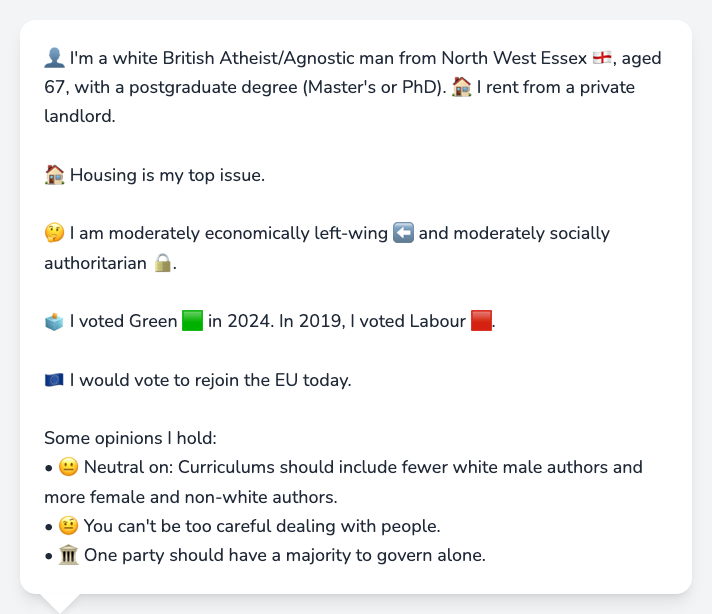 👤 I'm a white British Atheist/Agnostic man from North West Essex 🏴󠁧󠁢󠁥󠁮󠁧󠁿, aged
67, with a postgraduate degree (Master's or PhD). 🏠 I rent from a private
landlord.
🏠 Housing is my top issue.
🤔 I am moderately economically left-wing ⬅️ and moderately socially
authoritarian 🔒.
🗳️ I voted Green 🟩 in 2024. In 2019, I voted Labour 🟥.
🇪🇺 I would vote to rejoin the EU today.
Some opinions I hold:
• 😐 Neutral on: Curriculums should include fewer white male authors and
more female and non-white authors.
• 🤨 You can't be too careful dealing with people.
• 🏛️ One party should have a majority to govern alone.